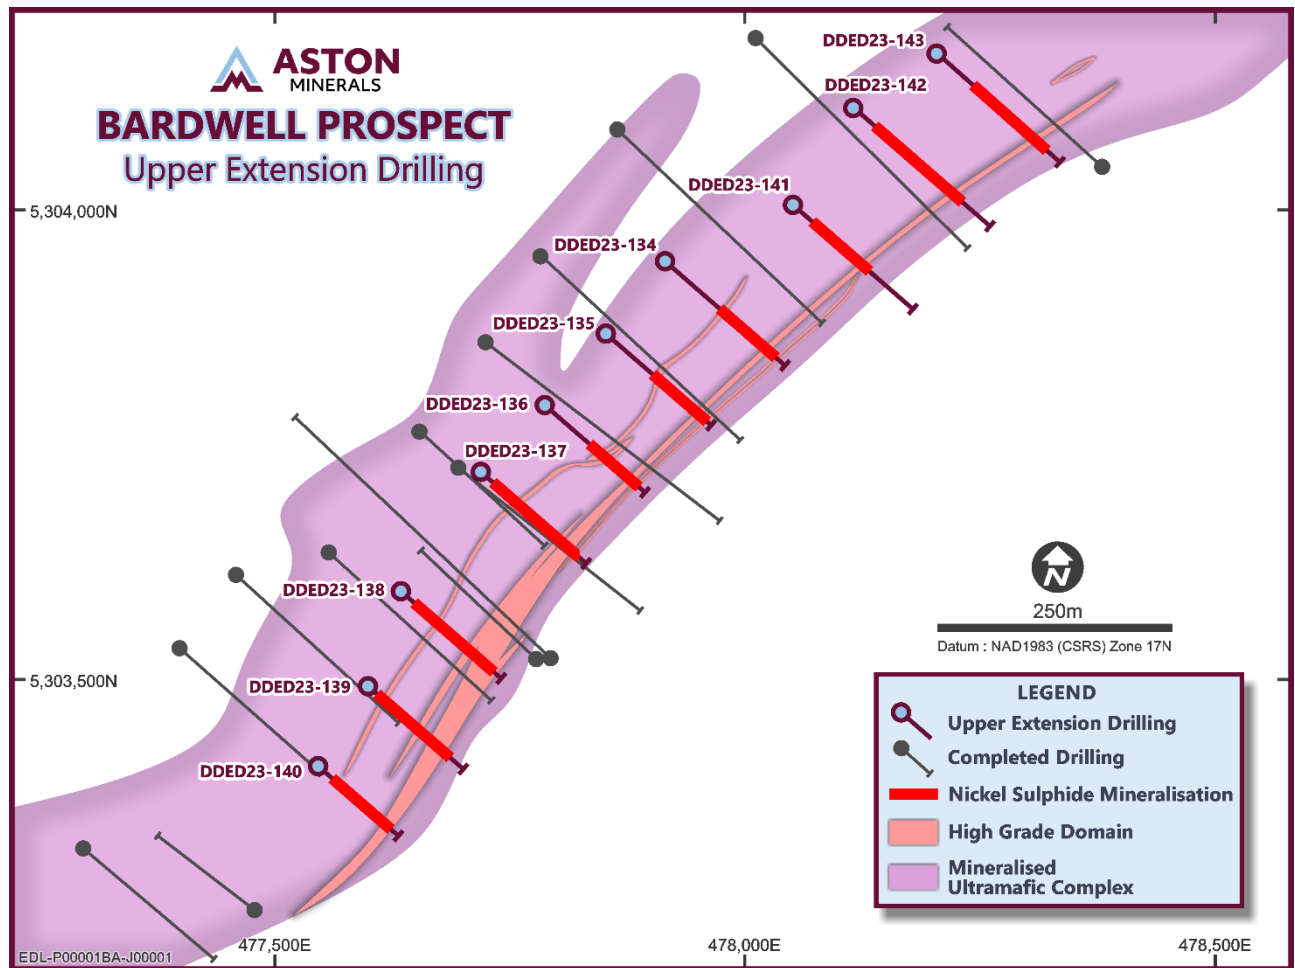 ASTON
MINERALS
BARDWELL PROSPECT
Upper Extension Drilling
DDED23-143
DDED23-142
DDED23-141
DDED23-134
DDED23-135
DDED23-136
DDED23-137
DDED23-138
DDED23-139
DDED23-140
5,304,000N
5,303,500N
N
250m
Datum : NAD1983 (CSRS) Zone 17N
LEGEND
Upper Extension Drilling
Completed Drilling
Nickel Sulphide Mineralisation
High Grade Domain
Mineralised
Ultramafic Complex
477,500E
478,000E
478,500E
EDL-P00001BA-J00001